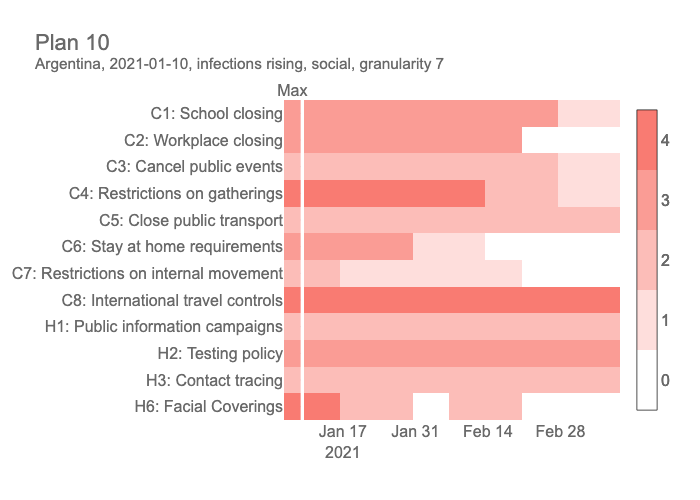 Plan 10
Argentina, 2021-01-10, infections rising, social, granularity 7
Max
C1: School closing
C2: Workplace closing
C3: Cancel public events
C4: Restrictions on gatherings
C5: Close public transport
C6: Stay at home requirements
C7: Restrictions on internal movement
C8: International travel controls
H1: Public information campaigns
H2: Testing policy
H3: Contact tracing
H6: Facial Coverings
Jan 17 Jan 31 Feb 14 Feb 28
2021
4
3
2
1
0